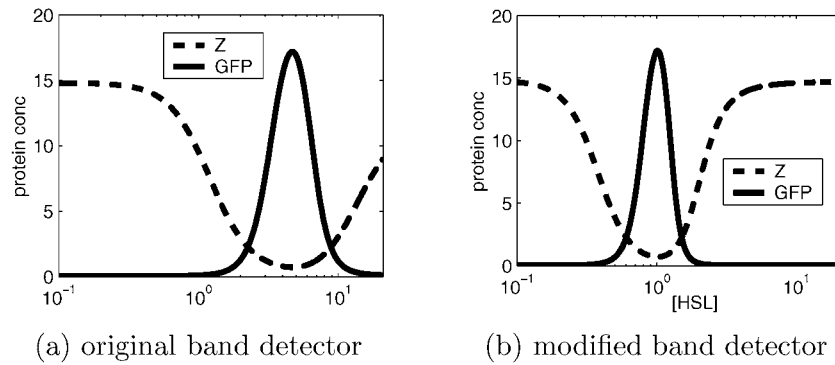 20
15
10
5
0
protein conc
Z
GFP
10^-1
10^0
10^1
(a) original band detector
20
15
10
5
0
protein conc
Z
GFP
10^-1
10^0
10^1
[HSL]
(b) modified band detector